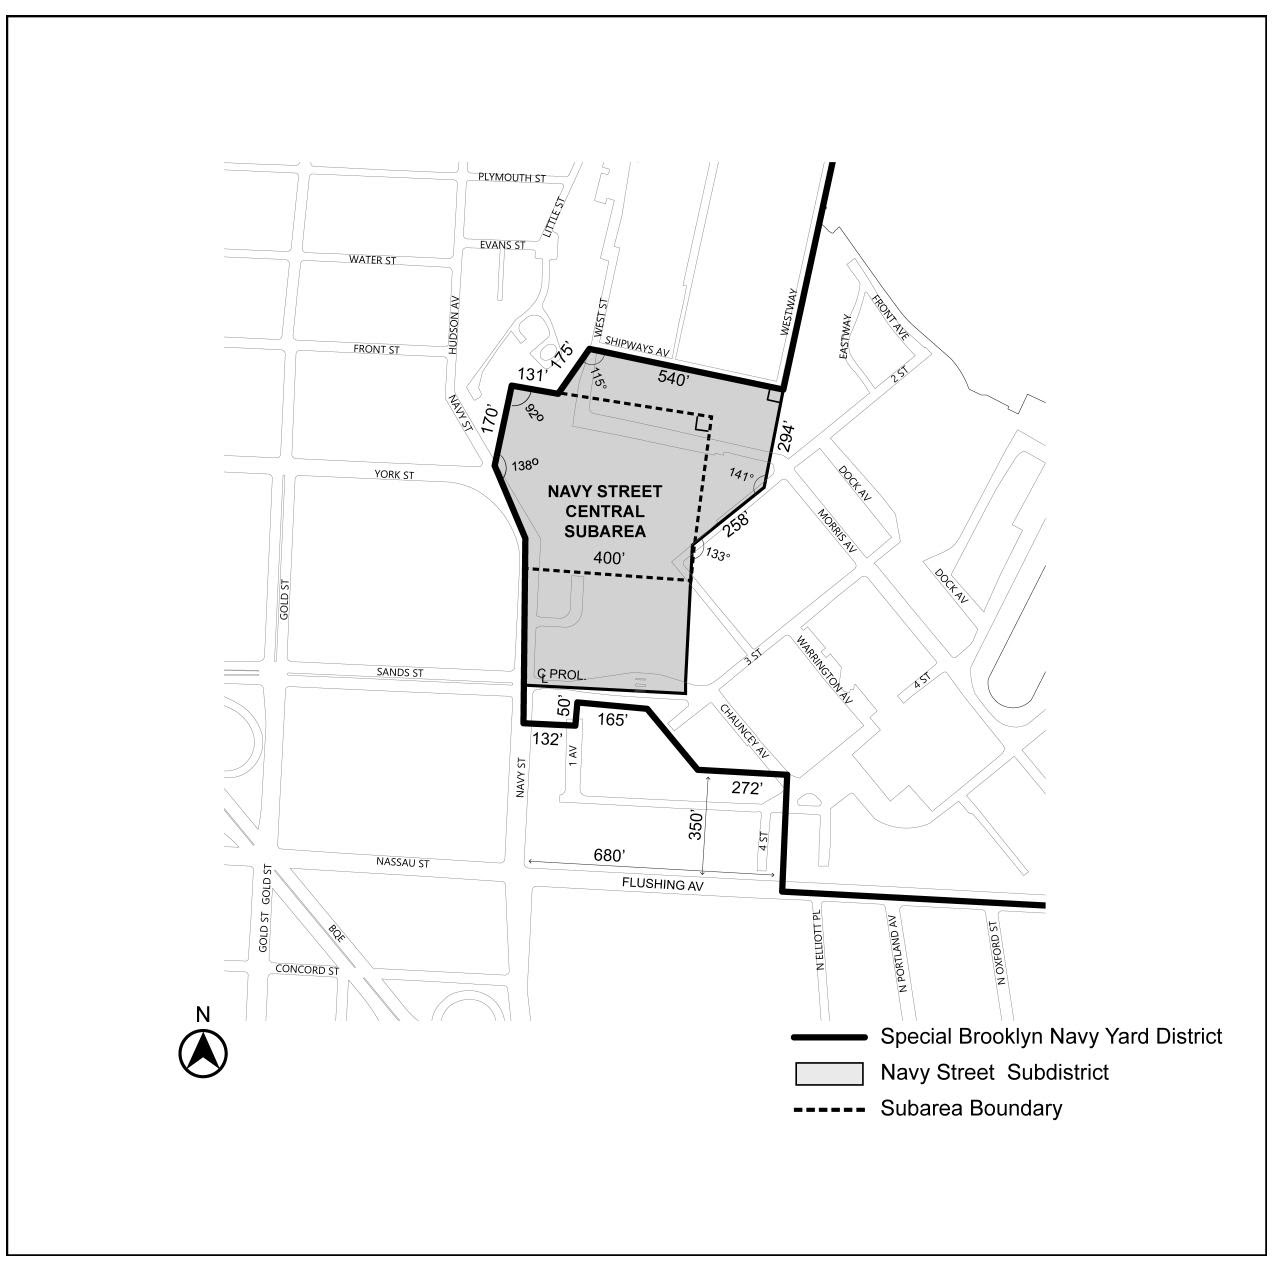 PLYMOUTH ST
LITTLE ST
EVANS ST
WATER ST
HUDSON AV
WEST ST
WESTWAY
FRONT AVE
EASTWAY
FRONT ST
SHIPWAYS AV
2 ST
175’
131’
540’
115°
92º
170’
NAVY ST
294’
138º
141°
YORK ST
DOCK AV
NAVY STREET
CENTRAL
SUBAREA
258’
MORRIS AV
400’
133°
DOCK AV
GOLD ST
3 ST
WARRINGTON AV
SANDS ST
CL PROL.
4 ST
50’
165’
132’
CHAUNCEY AV
1 AV
NAVY ST
272’
350’
4 ST
680’
NASSAU ST
FLUSHING AV
GOLD ST
GOLD ST
BQE
N ELLIOTT PL
N PORTLAND AV
N OXFORD ST
CONCORD ST
N
Special Brooklyn Navy Yard District
Navy Street Subdistrict
Subarea Boundary